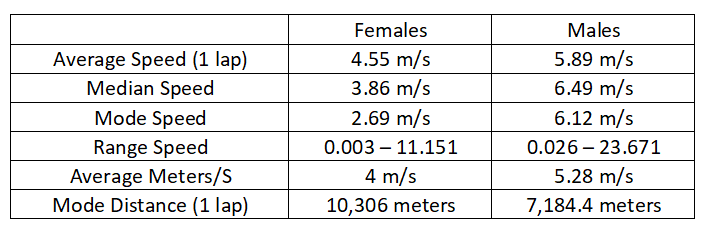 Females Males
Average Speed (1 lap) 4.55 m/s 5.89 m/s
Median Speed 3.86 m/s 6.49 m/s
Mode Speed 2.69 m/s 6.12 m/s
Range Speed 0.003 – 11.151 0.026 – 23.671
Average Meters/S 4 m/s 5.28 m/s
Mode Distance (1 lap) 10,306 meters 7,184.4 meters